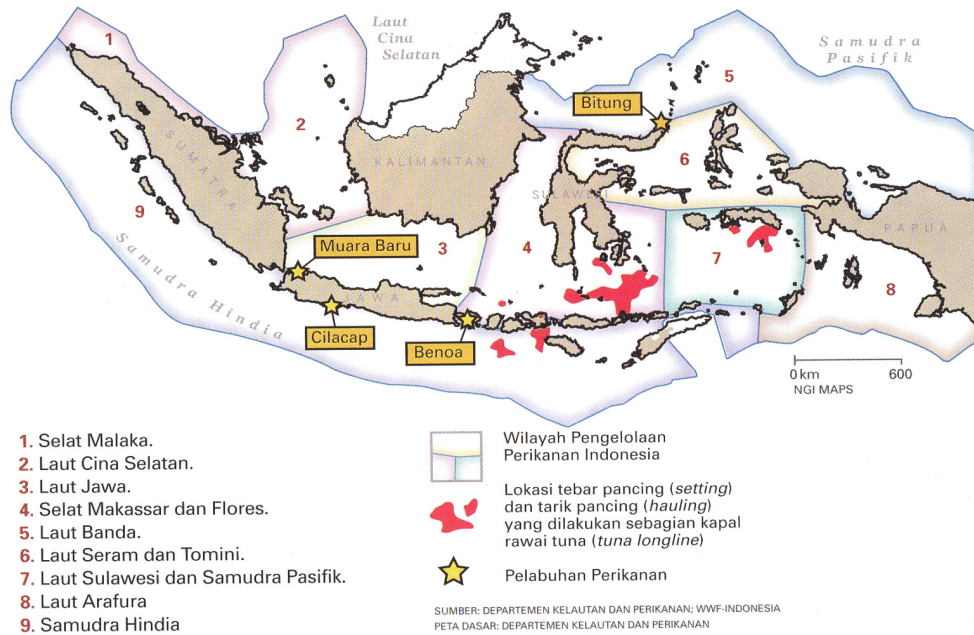 Laut
Cina
Selatan
Samudra
Pasifik
1
5
Bitung
2
KALIMANTAN
SUMATRA
6
SULAWESI
9
PAPUA
Muara Baru
3
4
7
Samudra Hindia
JAWA
8
Cilacap
Benoa
0 km 600
NGI MAPS
1. Selat Malaka.
2. Laut Cina Selatan.
3. Laut Jawa.
4. Selat Makassar dan Flores.
5. Laut Banda.
6. Laut Seram dan Tomini.
7. Laut Sulawesi dan Samudra Pasifik.
8. Laut Arafura
9. Samudra Hindia
Wilayah Pengelolaan
Perikanan Indonesia
Lokasi tebar pancing (setting)
dan tarik pancing (hauling)
yang dilakukan sebagian kapal
rawai tuna (tuna longline)
Pelabuhan Perikanan
SUMBER: DEPARTEMEN KELAUTAN DAN PERIKANAN; WWF-INDONESIA
PETA DASAR: DEPARTEMEN KELAUTAN DAN PERIKANAN